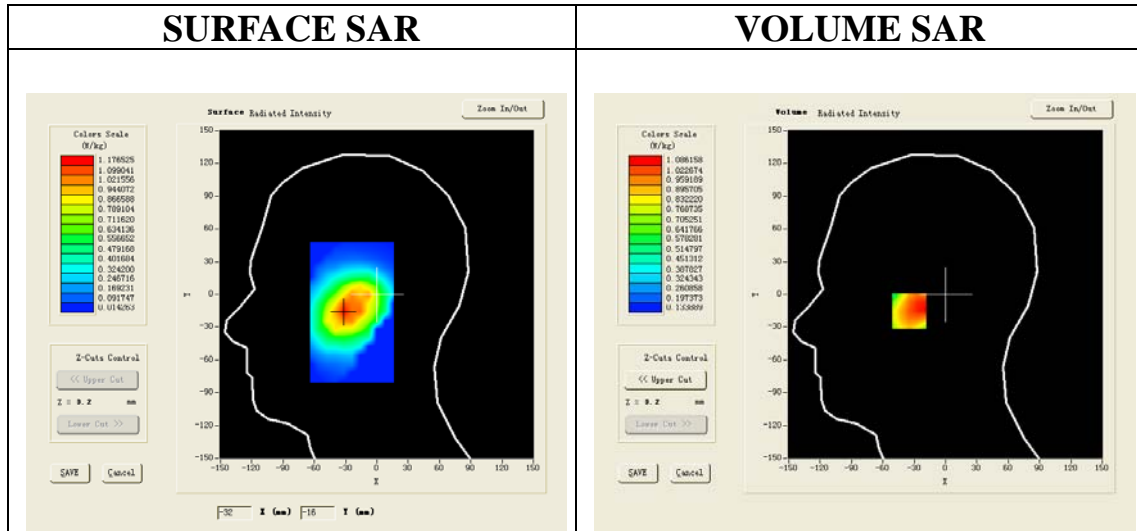 SURFACE SAR
VOLUME SAR
Surface Radiated Intensity
Zoom In/Out
Colors Scale
(W/kg)
1.176525
1.099041
1.021556
0.944072
0.866588
0.789104
0.711620
0.634136
0.556652
0.479168
0.401684
0.324200
0.246716
0.169231
0.091747
0.014263
150
120
90
60
30
0
-30
-60
-90
-120
-150
Y
-150 -120 -90 -60 -30 0 30 60 90 120 150
X
Z-Cuts Control
<< Upper Cut
Z = 0.2 mm
Lower Cut >>
SAVE Cancel
-32 X (mm) -16 Y (mm)
Volume Radiated Intensity
Zoom In/Out
Colors Scale
(W/kg)
1.086158
1.022674
0.959189
0.895705
0.832220
0.768735
0.705251
0.641766
0.578281
0.514797
0.451312
0.387827
0.324343
0.260858
0.197373
0.133889
150
120
90
60
30
0
-30
-60
-90
-120
-150
Y
-150 -120 -90 -60 -30 0 30 60 90 120 150
X
Z-Cuts Control
<< Upper Cut
Z = 0.2 mm
Lower Cut >>
SAVE Cancel